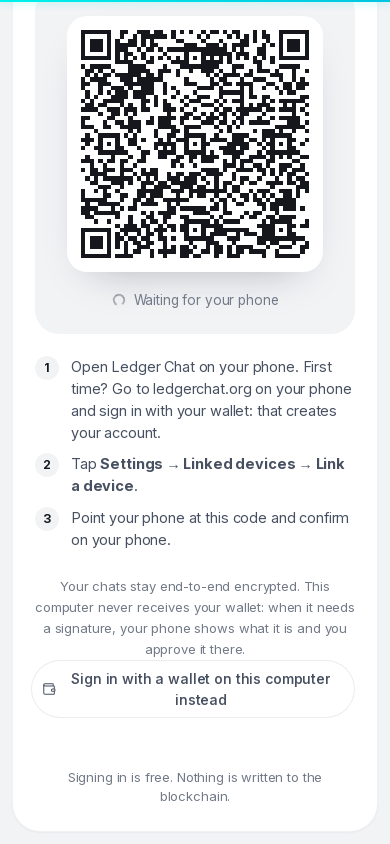 Waiting for your phone
1 Open Ledger Chat on your phone. First
time? Go to ledgerchat.org on your phone
and sign in with your wallet: that creates
your account.
2 Tap Settings → Linked devices → Link
a device.
3 Point your phone at this code and confirm
on your phone.
Your chats stay end-to-end encrypted. This
computer never receives your wallet: when it needs
a signature, your phone shows what it is and you
approve it there.
Sign in with a wallet on this computer
instead
Signing in is free. Nothing is written to the
blockchain.